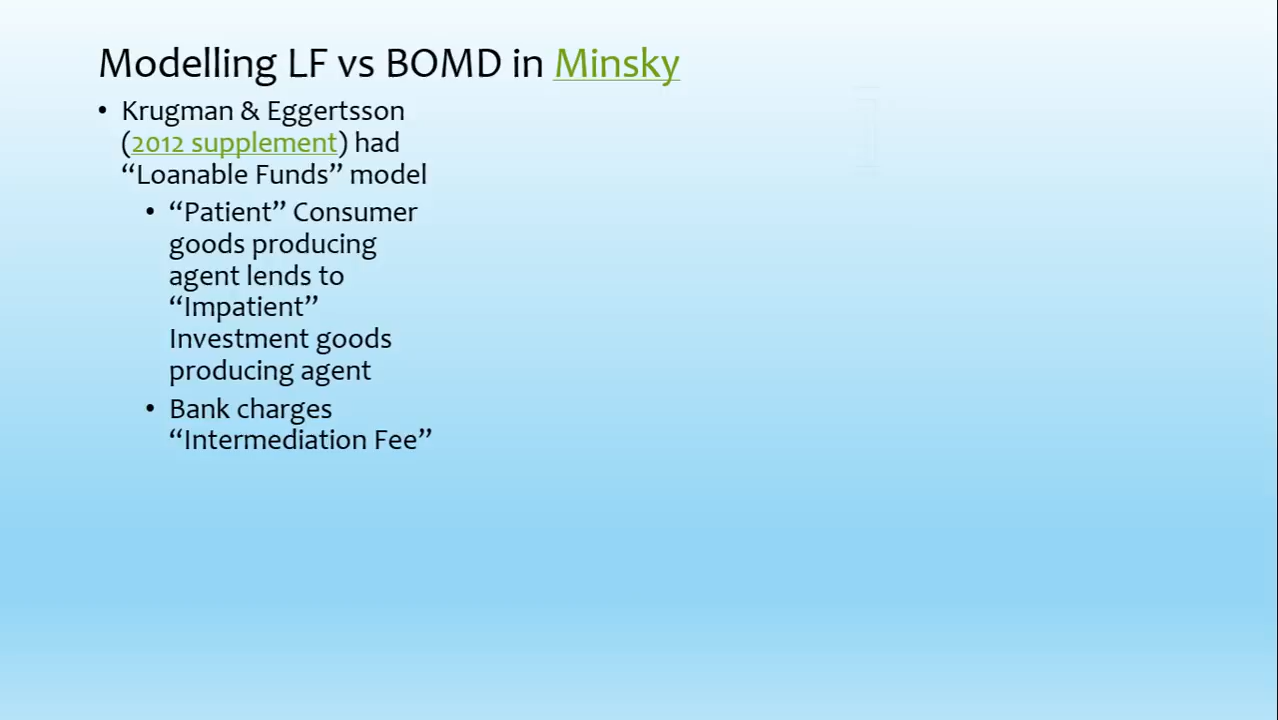 Modelling LF vs BOMD in Minsky
• Krugman & Eggertsson
(2012 supplement) had
“Loanable Funds” model
• “Patient” Consumer
goods producing
agent lends to
“Impatient”
Investment goods
producing agent
• Bank charges
“Intermediation Fee”